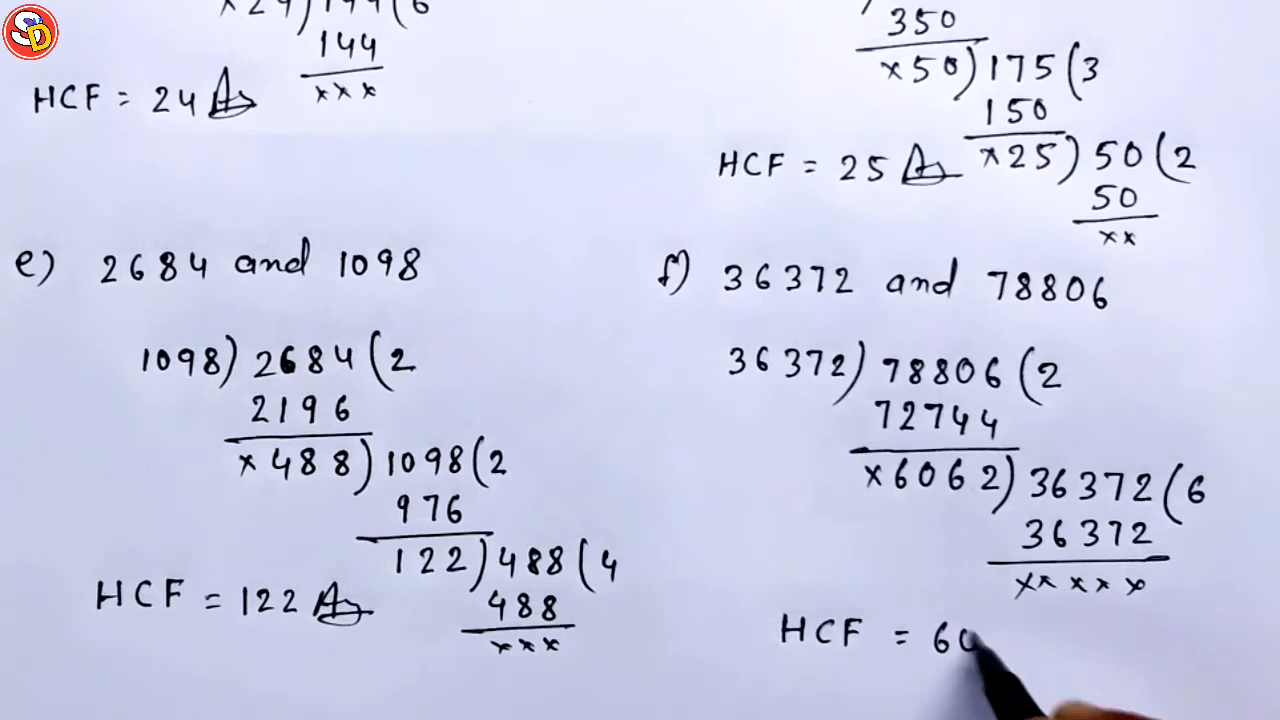 SD
144
× × ×
HCF = 24 Ans
350
×50) 175 (3
150
×25) 50 (2
HCF = 25 Ans
50
× ×
e) 2684 and 1098
1098) 2684 (2
2196
×488) 1098 (2
976
122) 488 (4
HCF = 122 Ans
488
× × ×
f) 36372 and 78806
36372) 78806 (2
72744
×6062) 36372 (6
36372
× × × × ×
HCF = 60